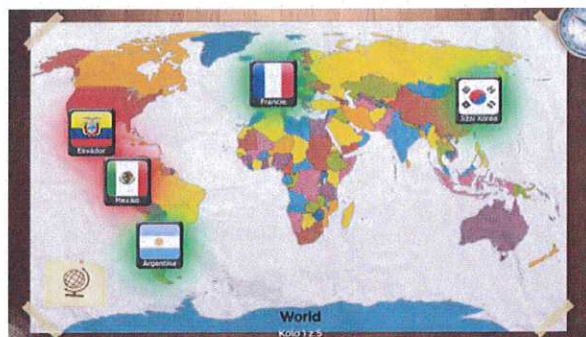 Francie
Jižní Korea
Ekvádor
Mexiko
Argentina
World
Kolo 1 z 5